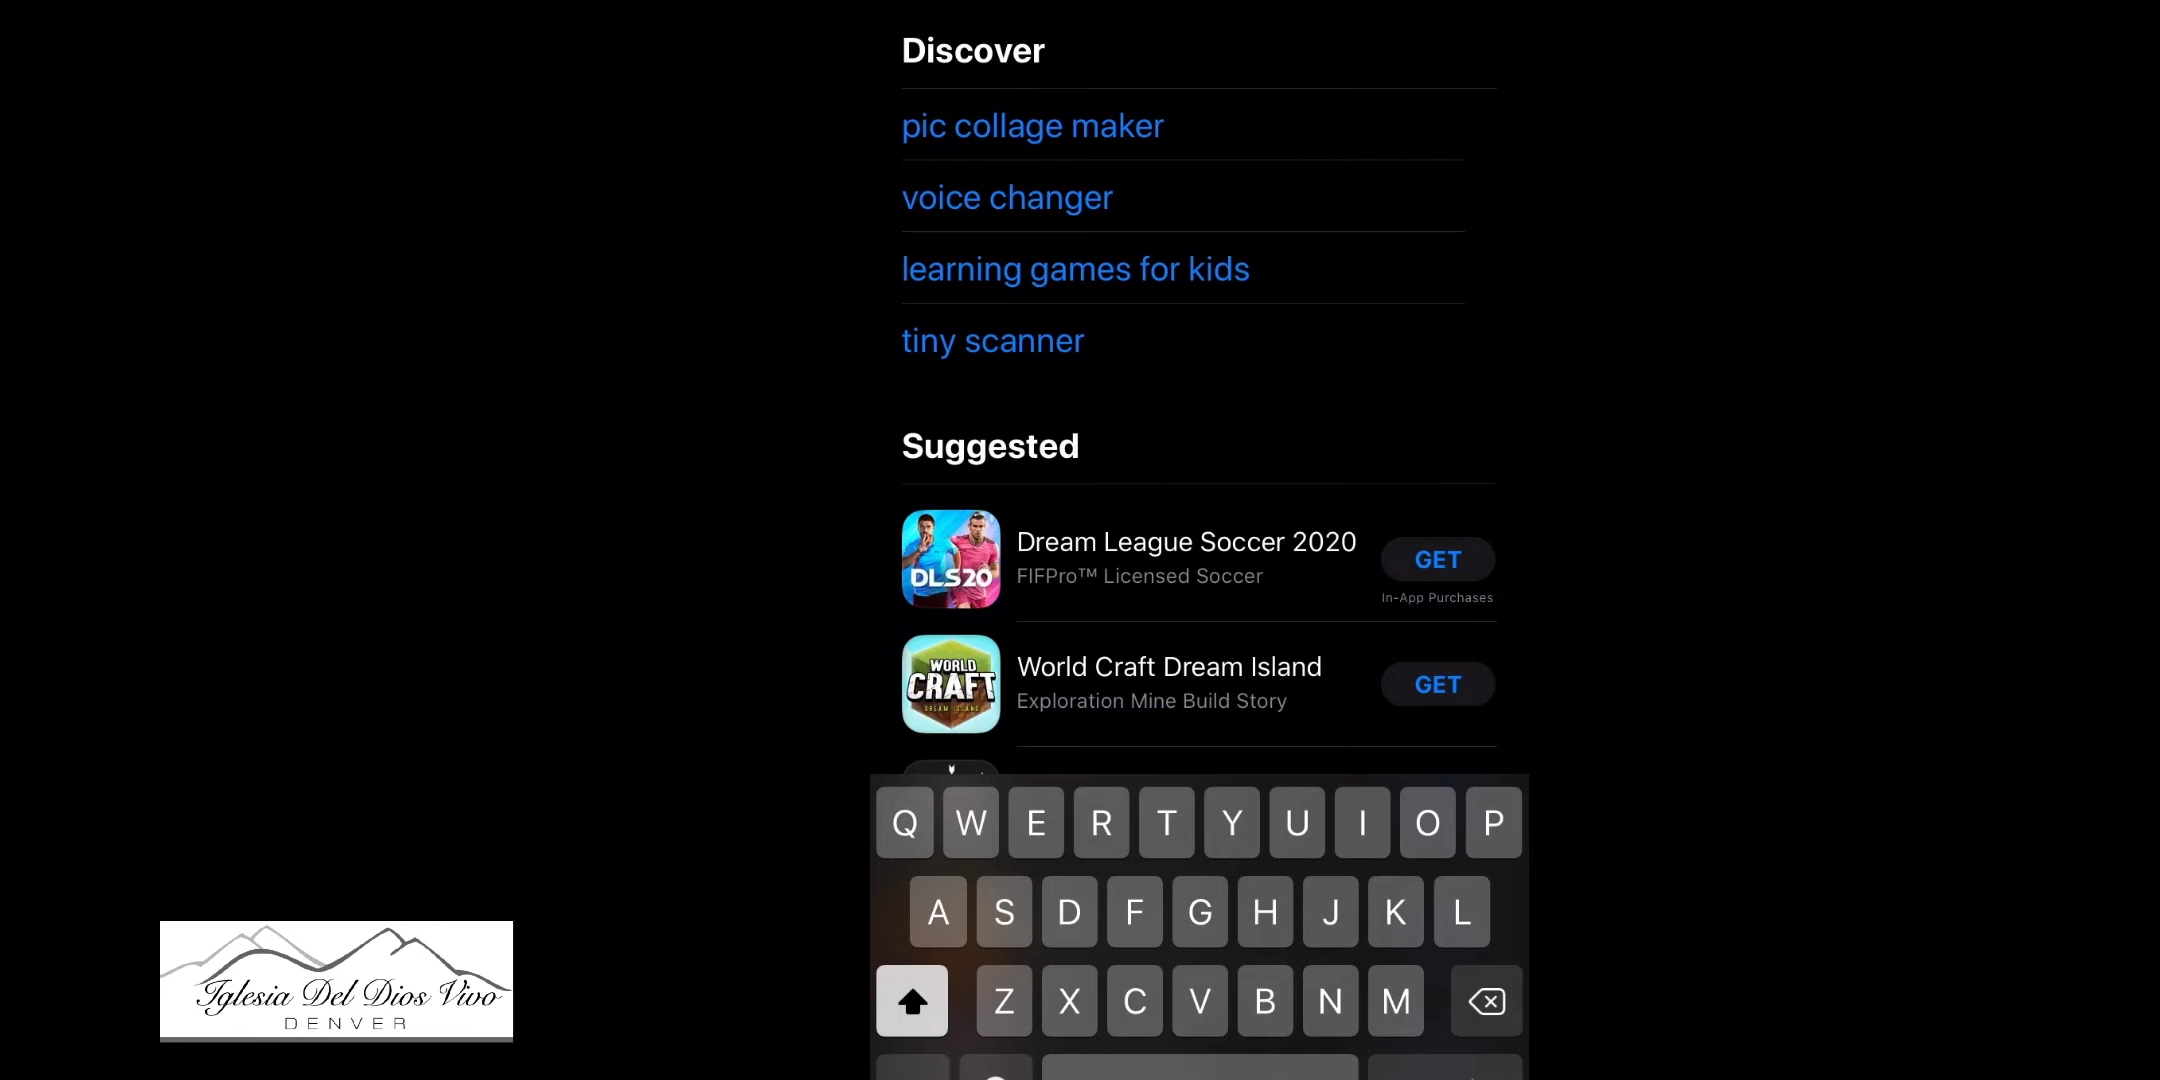 Discover
pic collage maker
voice changer
learning games for kids
tiny scanner
Suggested
DLS20
Dream League Soccer 2020
FIFPro™ Licensed Soccer
GET
In-App Purchases
WORLD
CRAFT
DREAM ISLAND
World Craft Dream Island
Exploration Mine Build Story
GET
Q W E R T Y U I O P
A S D F G H J K L
Z X C V B N M
Iglesia Del Dios Vivo
DENVER